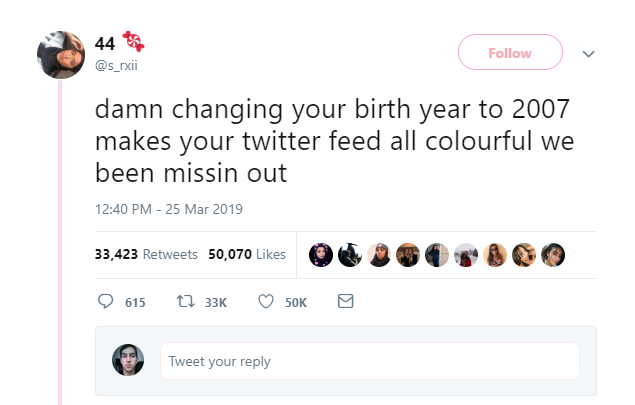 44
Follow
@s_rxii
damn changing your birth year to 2007
makes your twitter feed all colourful we
been missin out
12:40 PM - 25 Mar 2019
33,423 Retweets 50,070 Likes
615 33K 50K
Tweet your reply